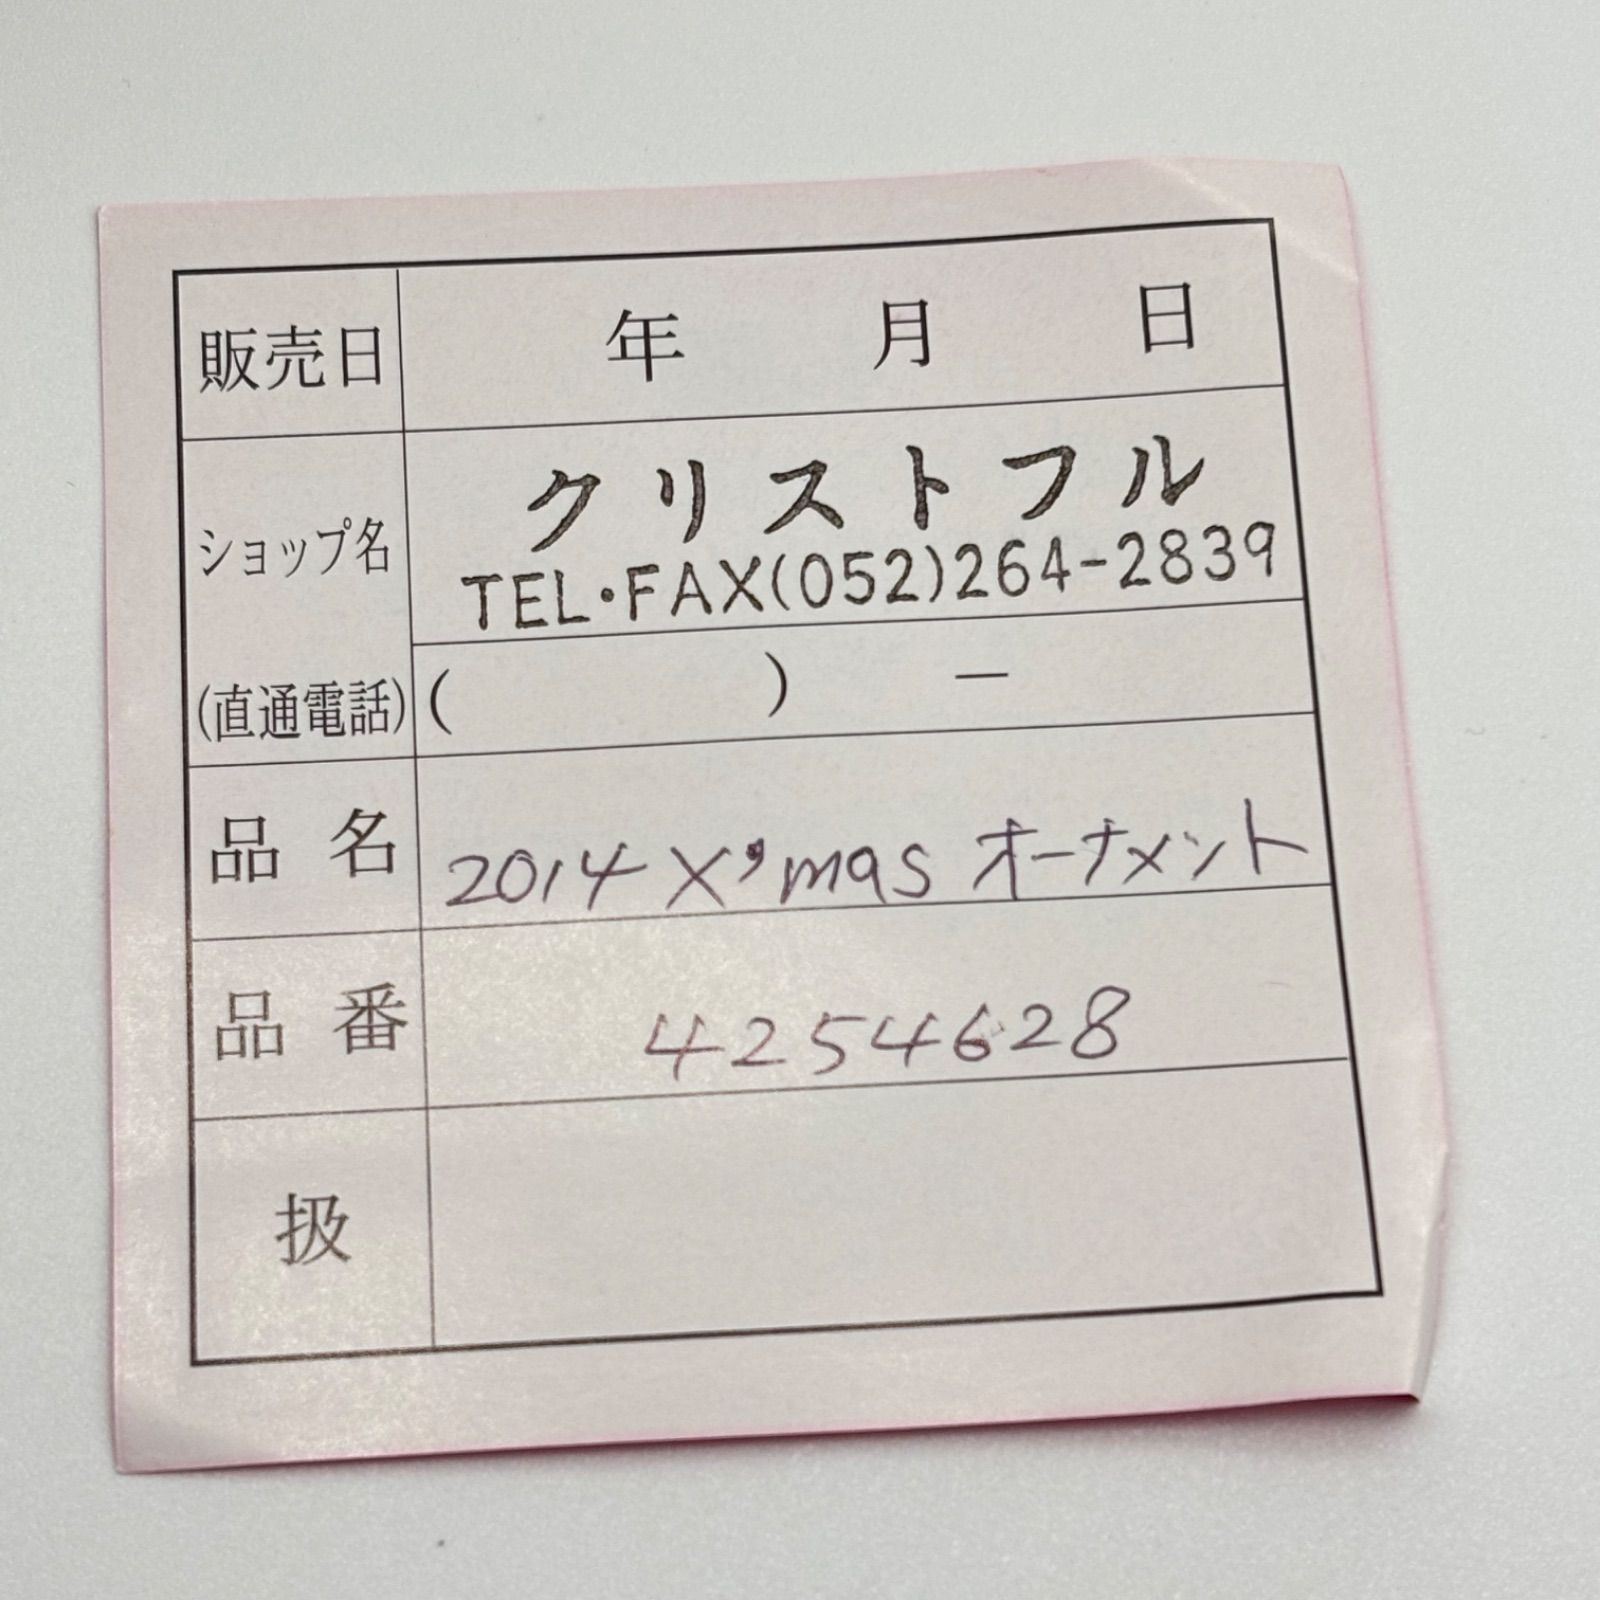 販売日 年 月 日
ショップ名 クリストフル
TEL・FAX(052)264-2839
(直通電話) ( ) −
品名 2014 X'mas オーナメント
品番 4254628
扱